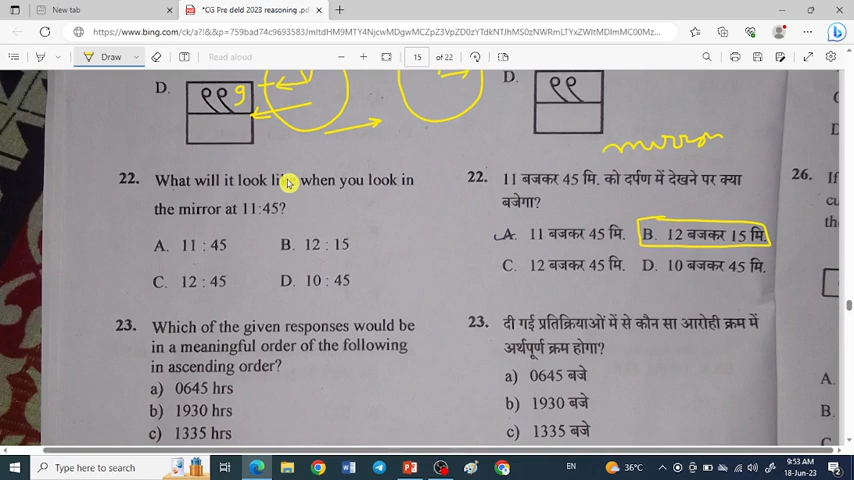 New tab
*CG Pre deld 2023 reasoning .pd
https://www.bing.com/ck/a?!&&p=759bad74c9693583JmltdHM9MTY4NjcwMDgwMCZpZ3VpZD0zYTdkNTJhMS0zNWRmLTYxZWItMDlmMC00Mz...
Draw
Read aloud
15 of 22
D.
११ 9
D.
११
mirror
22. What will it look like when you look in the mirror at 11:45?
A. 11 : 45 B. 12 : 15
C. 12 : 45 D. 10 : 45
23. Which of the given responses would be
in a meaningful order of the following
in ascending order?
a) 0645 hrs
b) 1930 hrs
c) 1335 hrs
22. 11 बजकर 45 मि. को दर्पण में देखने पर क्या
बजेगा?
A. 11 बजकर 45 मि. B. 12 बजकर 15 मि.
C. 12 बजकर 45 मि. D. 10 बजकर 45 मि.
23. दी गई प्रतिक्रियाओं में से कौन सा आरोही क्रम में
अर्थपूर्ण क्रम होगा?
a) 0645 बजे
b) 1930 बजे
c) 1335 बजे
26. If
cu
the
A.
B.
Type here to search
EN
36°C
9:53 AM
18-Jun-23